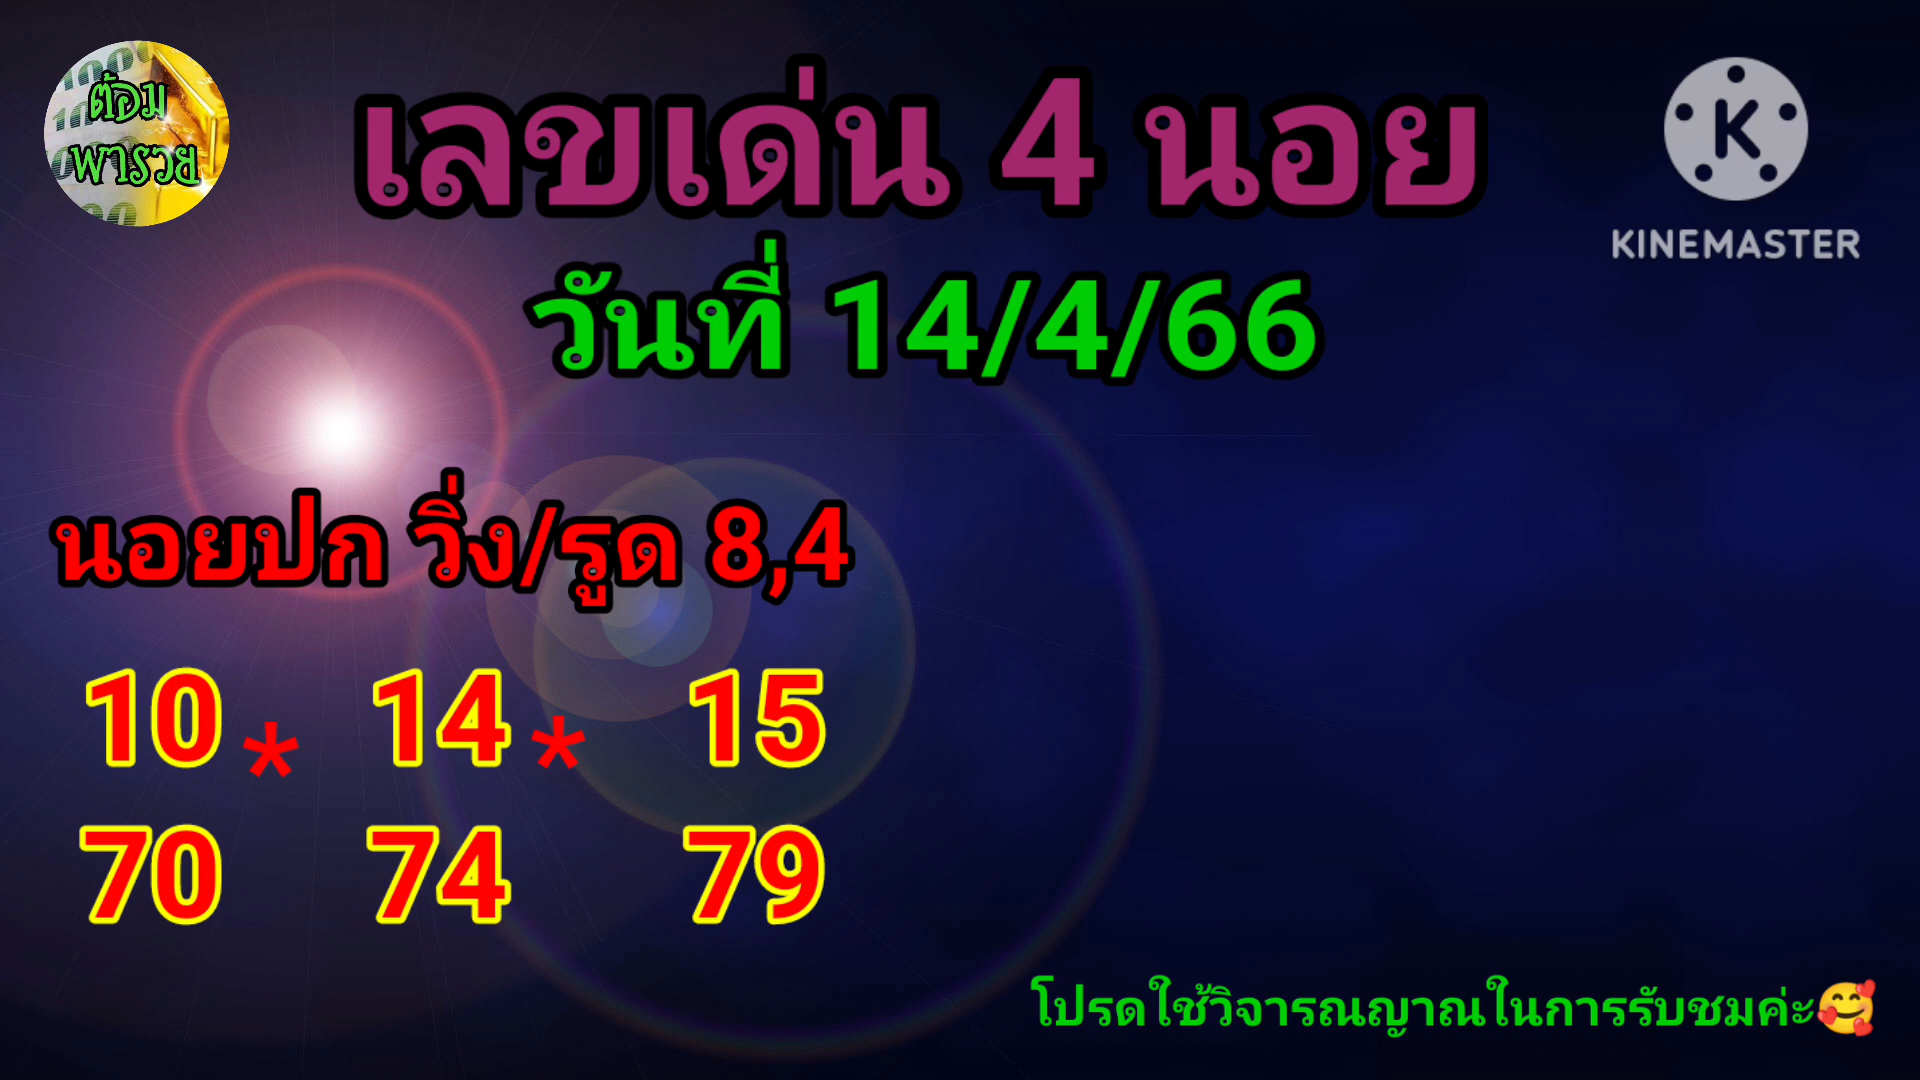 ต้อม
พารวย
เลขเด่น 4 นอย
KINEMASTER
วันที่ 14/4/66
นอยปก วิ่ง/รูด 8,4
10* 14* 15
70 74 79
โปรดใช้วิจารณญาณในการรับชมค่ะ🥰